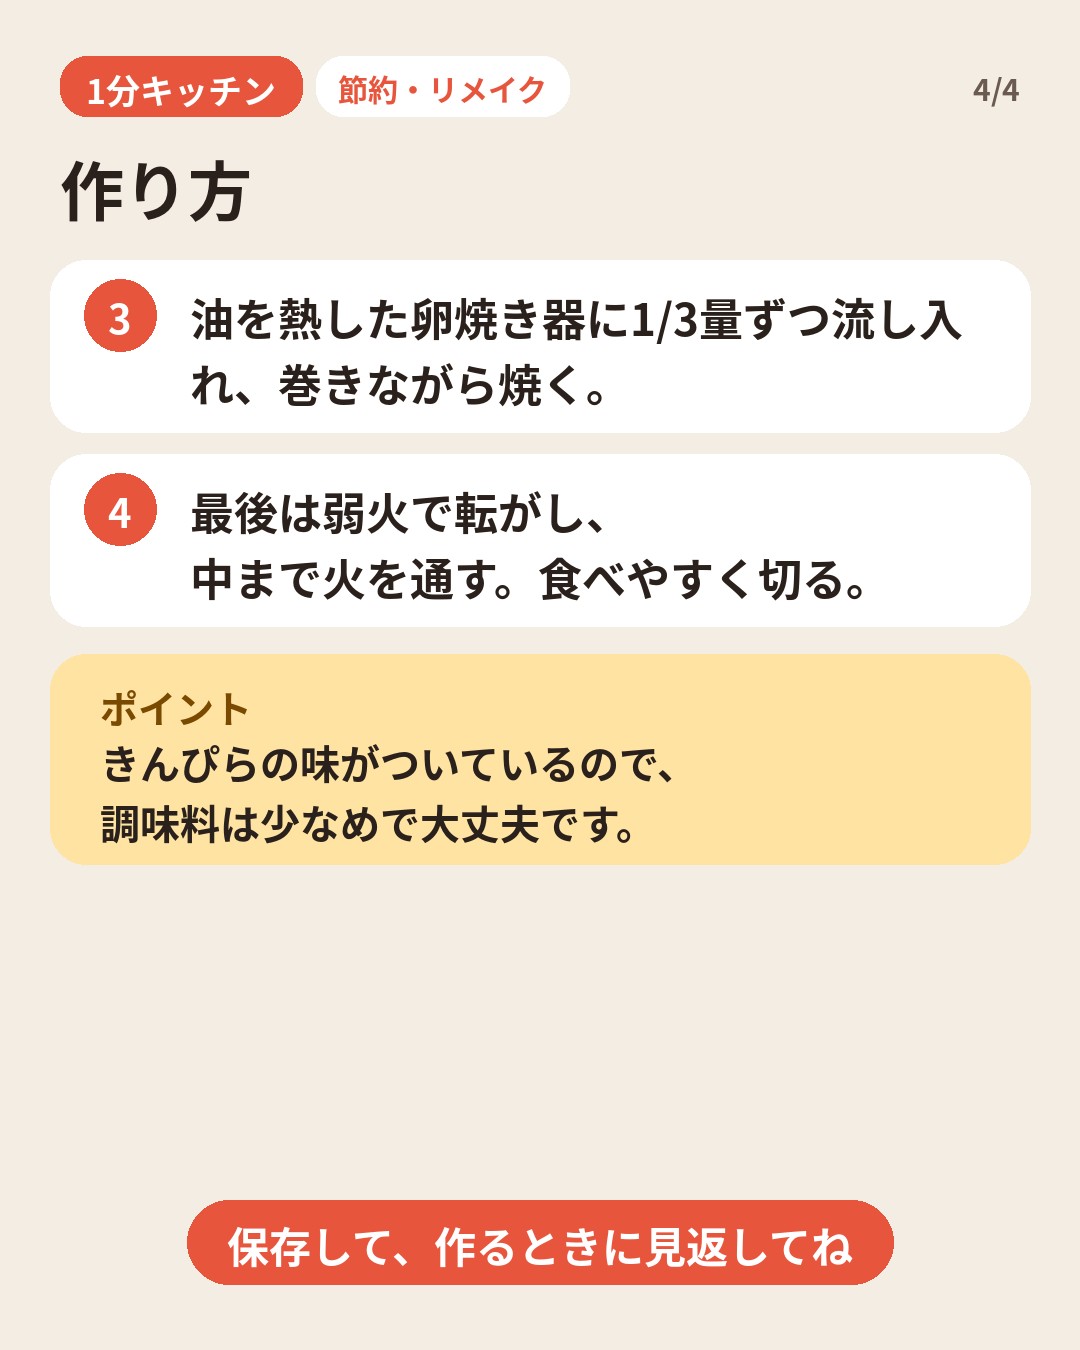 1分キッチン 節約・リメイク 4/4
作り方
3 油を熱した卵焼き器に1/3量ずつ流し入
れ、巻きながら焼く。
4 最後は弱火で転がし、
中まで火を通す。食べやすく切る。
ポイント
きんぴらの味がついているので、
調味料は少なめで大丈夫です。
保存して、作るときに見返してね